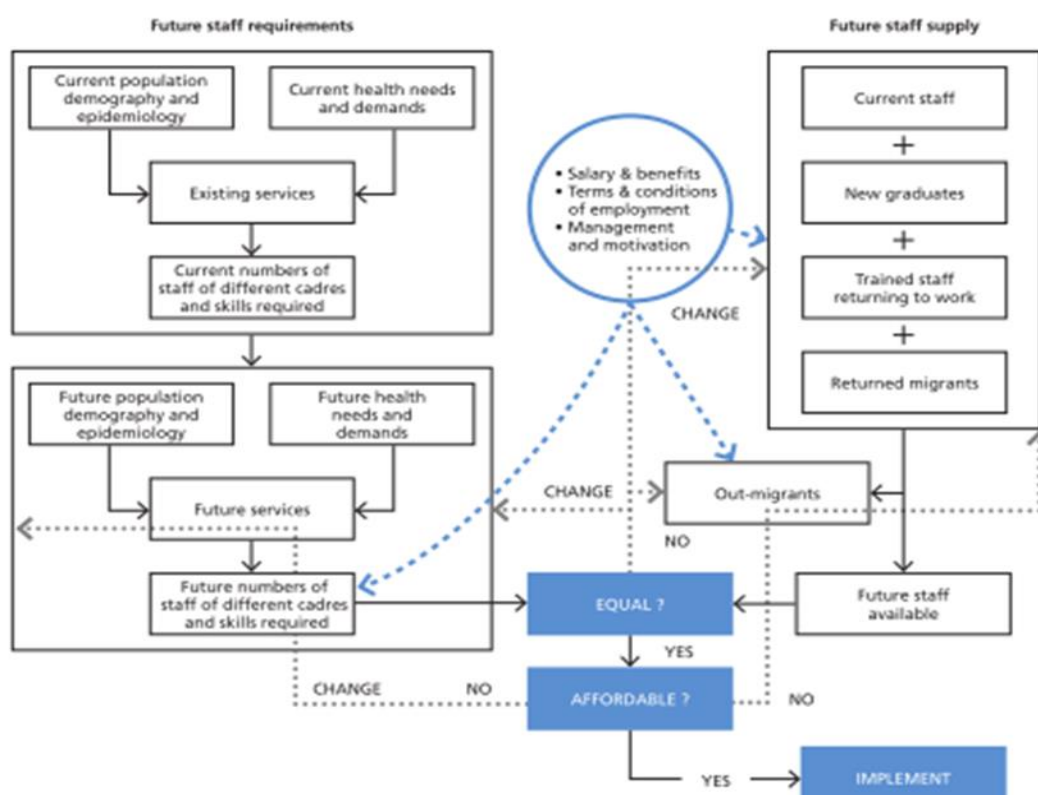 Future staff requirements
Current population
demography and
epidemiology
Current health needs
and demands
Existing services
Current numbers of
staff of different cadres
and skills required
Future population
demography and
epidemiology
Future health
needs and
demands
Future services
Future numbers of
staff of different cadres
and skills required
CHANGE
NO
• Salary & benefits
• Terms & conditions
of employment
• Management
and motivation
CHANGE
CHANGE
NO
EQUAL ?
YES
AFFORDABLE ?
NO
YES
IMPLEMENT
Future staff supply
Current staff
+
New graduates
+
Trained staff
returning to work
+
Returned migrants
Out-migrants
Future staff
available